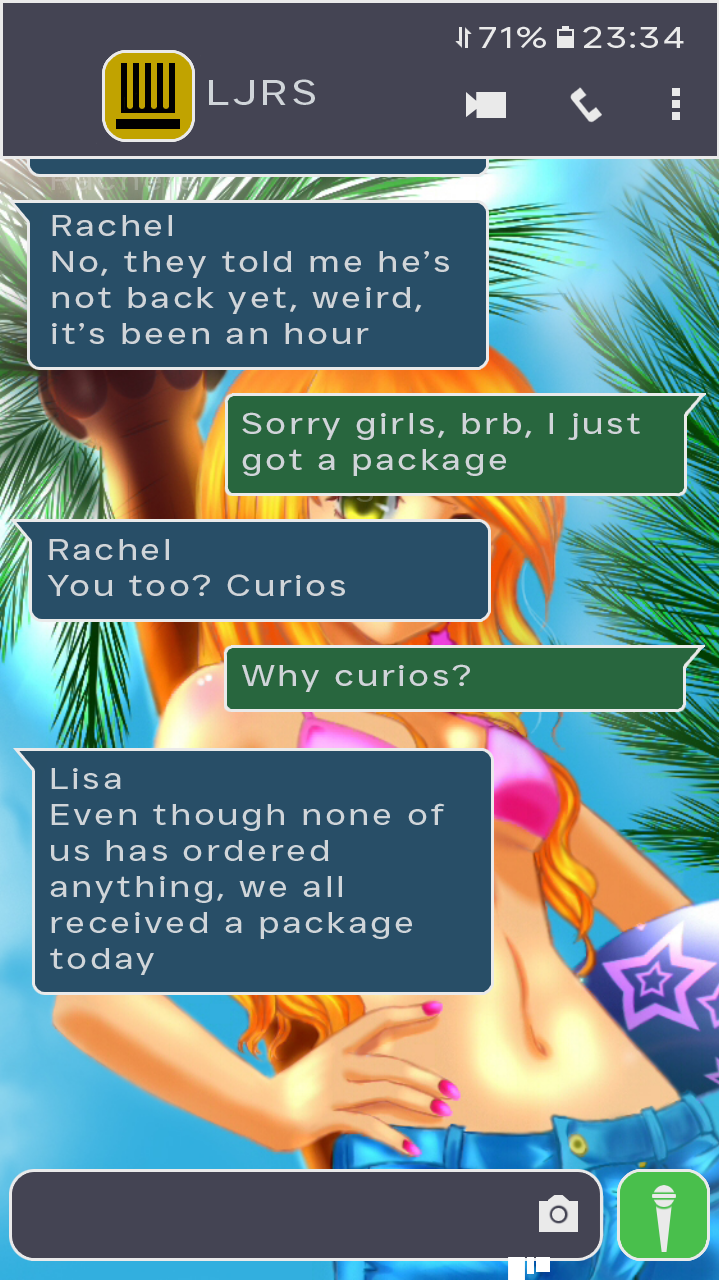 71% 23:34
LJRS
Rachel
No, they told me he’s
not back yet, weird,
it’s been an hour
Sorry girls, brb, I just
got a package
Rachel
You too? Curios
Why curios?
Lisa
Even though none of
us has ordered
anything, we all
received a package
today